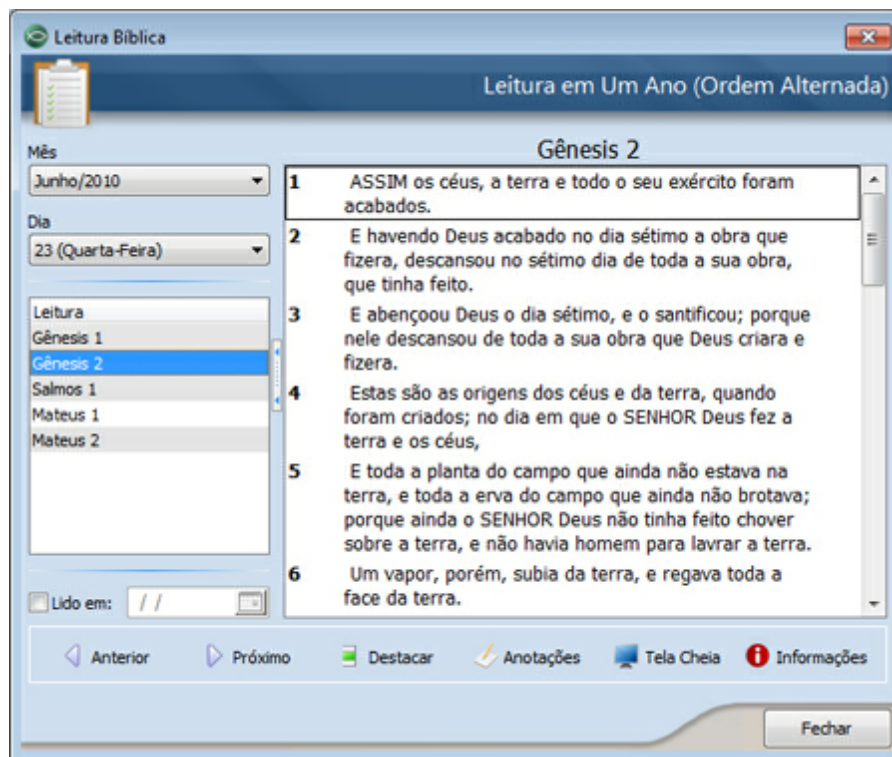 Leitura Bíblica
Leitura em Um Ano (Ordem Alternada)
Mês
Junho/2010
Dia
23 (Quarta-Feira)
Leitura
Gênesis 1
Gênesis 2
Salmos 1
Mateus 1
Mateus 2
Lido em: / /
Gênesis 2
1 ASSIM os céus, a terra e todo o seu exército foram
acabados.
2 E havendo Deus acabado no dia sétimo a obra que
fizera, descansou no sétimo dia de toda a sua obra,
que tinha feito.
3 E abençoou Deus o dia sétimo, e o santificou; porque
nele descansou de toda a sua obra que Deus criara e
fizera.
4 Estas são as origens dos céus e da terra, quando
foram criados; no dia em que o SENHOR Deus fez a
terra e os céus,
5 E toda a planta do campo que ainda não estava na
terra, e toda a erva do campo que ainda não brotava;
porque ainda o SENHOR Deus não tinha feito chover
sobre a terra, e não havia homem para lavrar a terra.
6 Um vapor, porém, subia da terra, e regava toda a
face da terra.
Anterior Próximo Destacar Anotações Tela Cheia Informações
Fechar